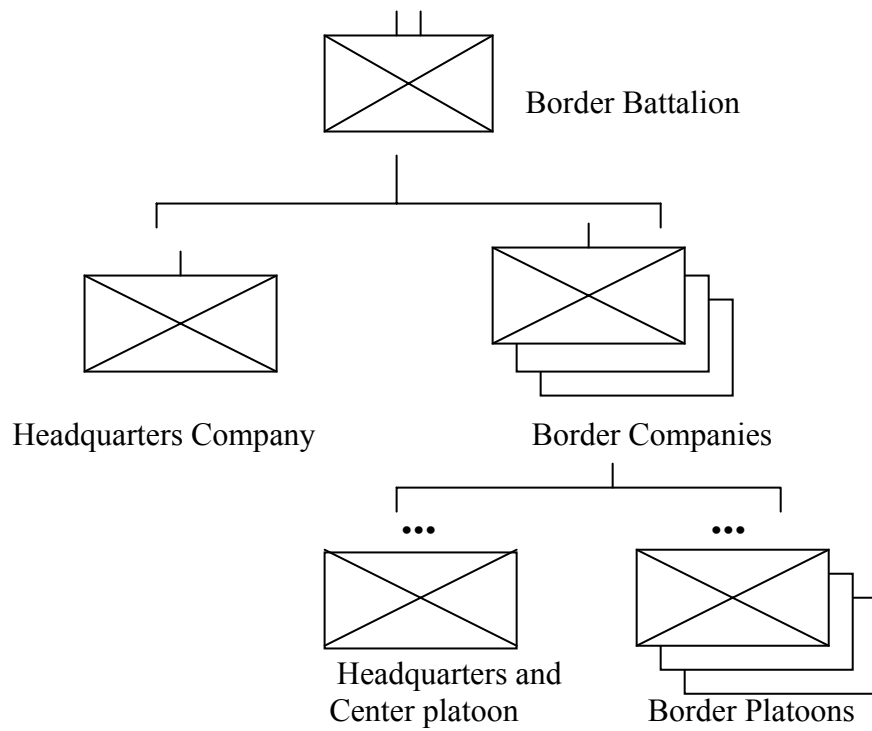 Border Battalion
Headquarters Company
Border Companies
Headquarters and
Center platoon
Border Platoons